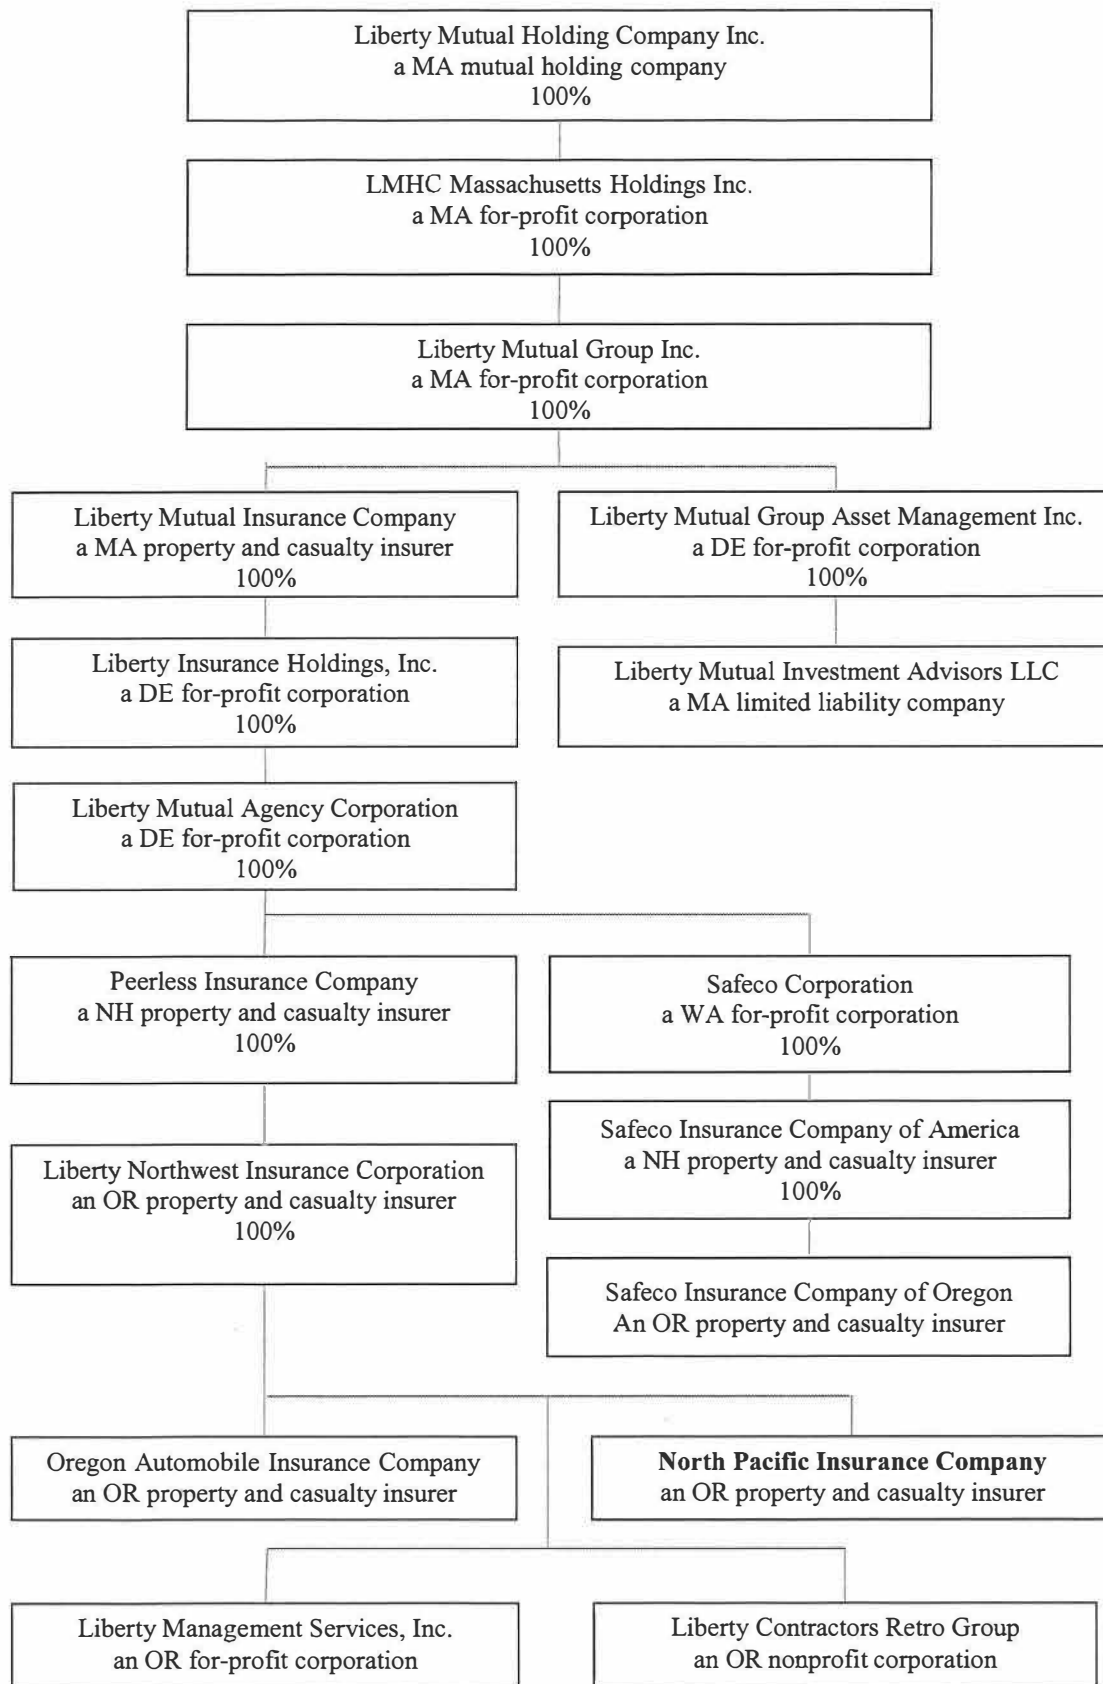 Liberty Mutual Holding Company Inc.
a MA mutual holding company
100%
LMHC Massachusetts Holdings Inc.
a MA for-profit corporation
100%
Liberty Mutual Group Inc.
a MA for-profit corporation
100%
Liberty Mutual Insurance Company
a MA property and casualty insurer
100%
Liberty Mutual Group Asset Management Inc.
a DE for-profit corporation
100%
Liberty Insurance Holdings, Inc.
a DE for-profit corporation
100%
Liberty Mutual Investment Advisors LLC
a MA limited liability company
Liberty Mutual Agency Corporation
a DE for-profit corporation
100%
Peerless Insurance Company
a NH property and casualty insurer
100%
Safeco Corporation
a WA for-profit corporation
100%
Liberty Northwest Insurance Corporation
an OR property and casualty insurer
100%
Safeco Insurance Company of America
a NH property and casualty insurer
100%
Safeco Insurance Company of Oregon
An OR property and casualty insurer
Oregon Automobile Insurance Company
an OR property and casualty insurer
North Pacific Insurance Company
an OR property and casualty insurer
Liberty Management Services, Inc.
an OR for-profit corporation
Liberty Contractors Retro Group
an OR nonprofit corporation